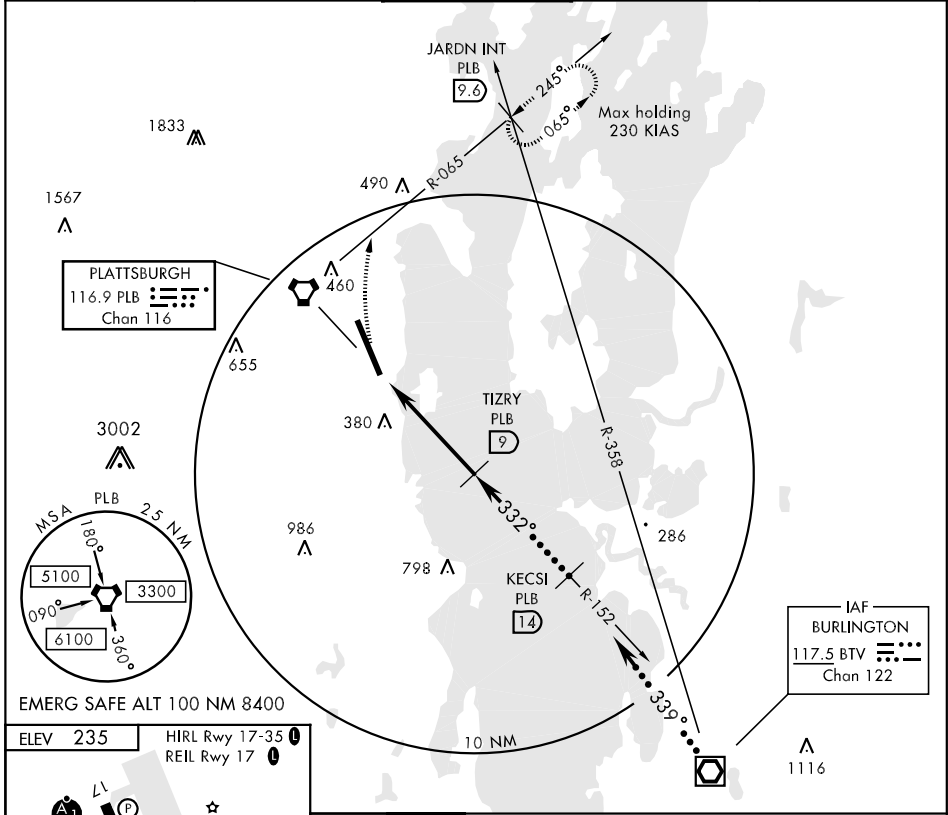 JARDN INT
PLB
9.6
245°
065°
Max holding
230 KIAS
1833
1567
490
R-065
PLATTSBURGH
116.9 PLB
Chan 116
460
655
380
TIZRY
PLB
9
R-358
3002
MSA PLB 25 NM
180°
5100
3300
090°
6100
360°
986
798
332°
286
KECSI
PLB
14
R-152
339°
IAF
BURLINGTON
117.5 BTV
Chan 122
EMERG SAFE ALT 100 NM 8400
10 NM
1116
ELEV 235
HIRL Rwy 17-35 L
REIL Rwy 17 L
17
P
A1